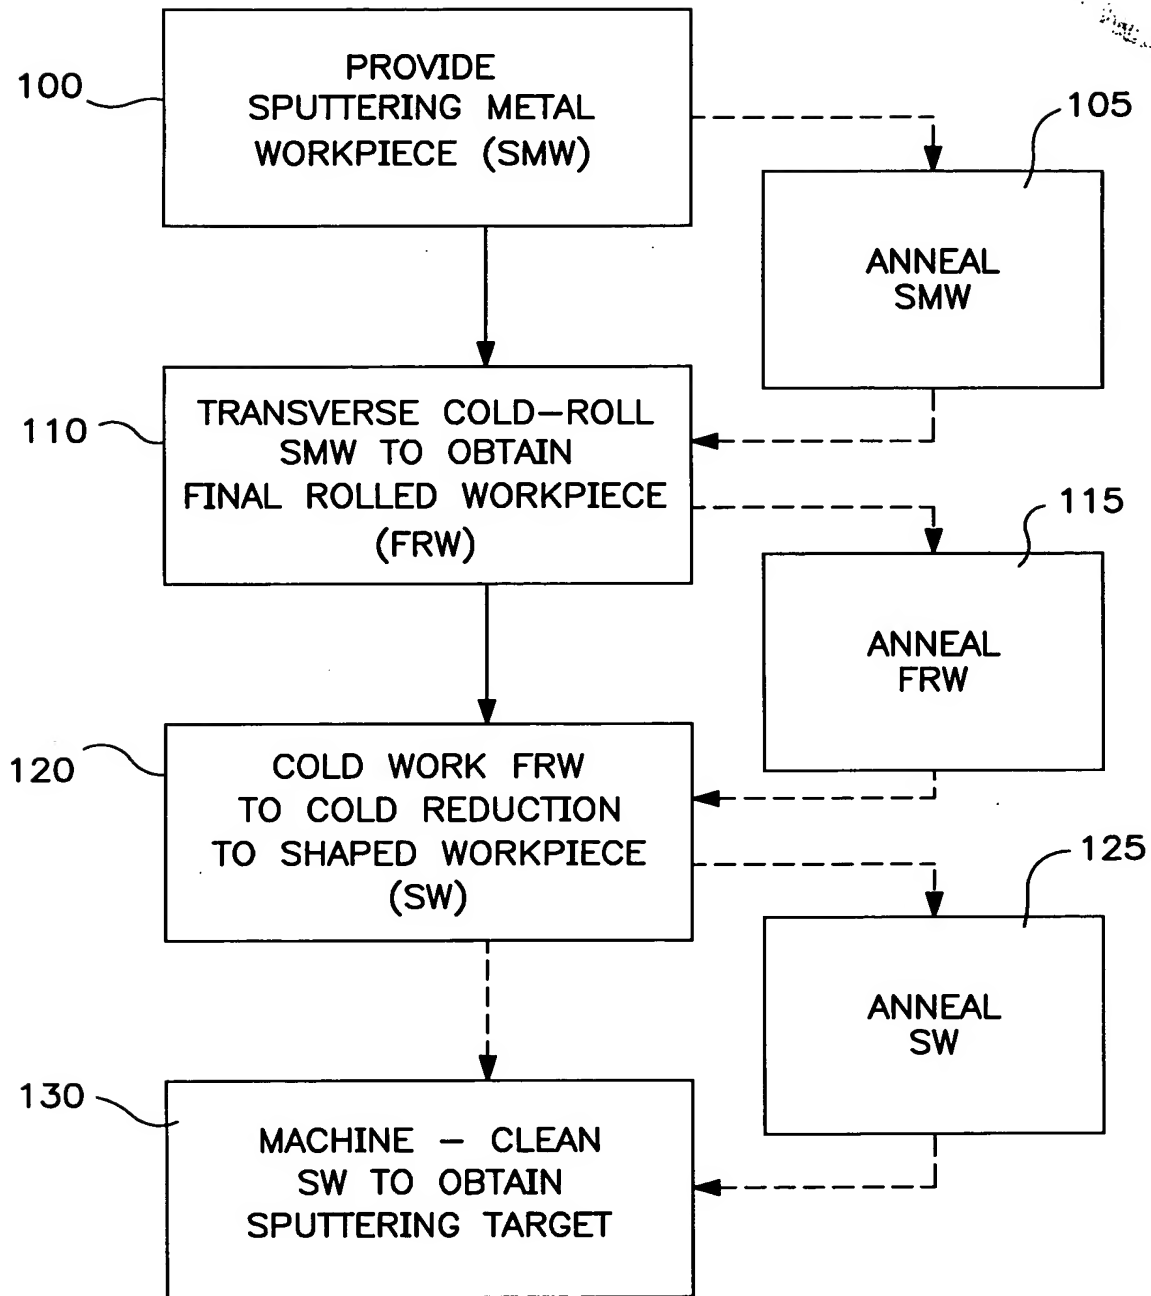 100
PROVIDE
SPUTTERING METAL
WORKPIECE (SMW)
105
ANNEAL
SMW
110
TRANSVERSE COLD-ROLL
SMW TO OBTAIN
FINAL ROLLED WORKPIECE
(FRW)
115
ANNEAL
FRW
120
COLD WORK FRW
TO COLD REDUCTION
TO SHAPED WORKPIECE
(SW)
125
ANNEAL
SW
130
MACHINE - CLEAN
SW TO OBTAIN
SPUTTERING TARGET